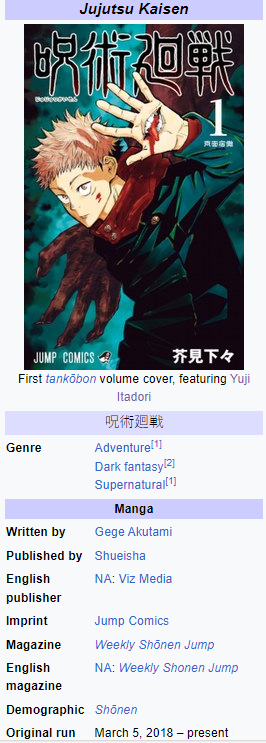 Jujutsu Kaisen
呪術廻戦
じゅじゅつかいせん
1
両面宿儺
JUMP COMICS
芥見下々
First tankōbon volume cover, featuring Yuji
Itadori
呪術廻戦
Genre Adventure[1]
Dark fantasy[2]
Supernatural[1]
Manga
Written by Gege Akutami
Published by Shueisha
English NA: Viz Media
publisher
Imprint Jump Comics
Magazine Weekly Shōnen Jump
English NA: Weekly Shonen Jump
magazine
Demographic Shōnen
Original run March 5, 2018 – present